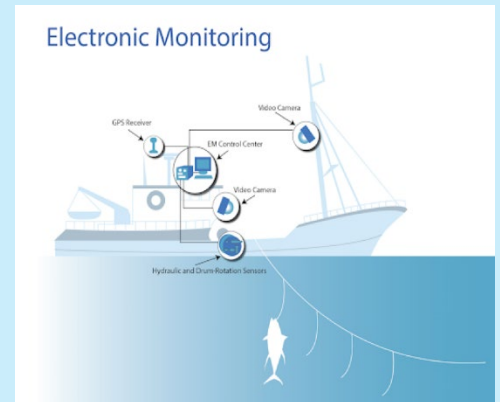 Electronic Monitoring
Video Camera
GPS Receiver
EM Control Center
Video Camera
Hydraulic and Drum-Rotation Sensors